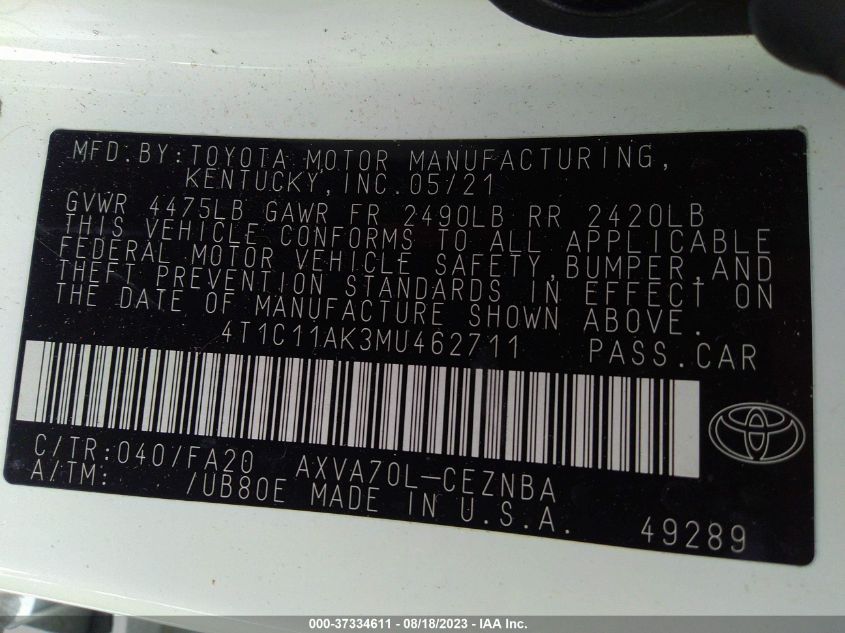 MFD.BY:TOYOTA MOTOR MANUFACTURING,
KENTUCKY,INC.05/21
GVWR 4475LB GAWR FR 2490LB RR 2420LB
THIS VEHICLE CONFORMS TO ALL APPLICABLE
FEDERAL MOTOR VEHICLE SAFETY,BUMPER,AND
THEFT PREVENTION STANDARDS IN EFFECT ON
THE DATE OF MANUFACTURE SHOWN ABOVE.
4T1C11AK3MU462711 PASS.CAR
C/TR:040/FA20 AXVA70L-CEZNBA
A/TM: /UB80E MADE IN U.S.A.
49289
000-37334611 - 08/18/2023 - IAA Inc.